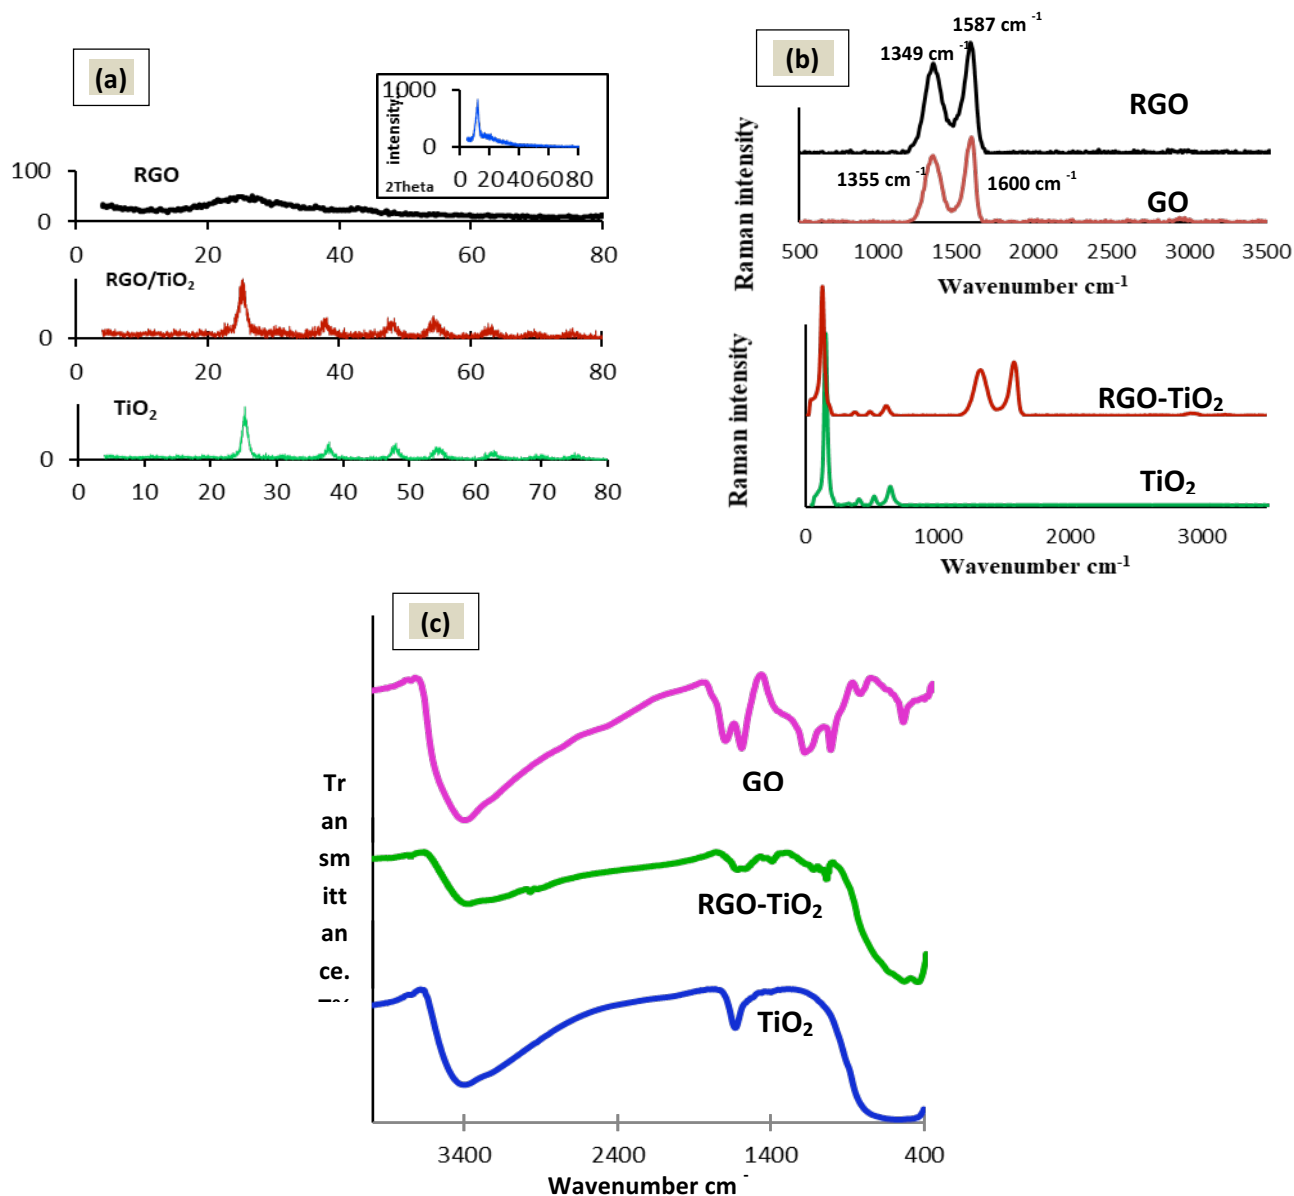 (a)
1000
intensity
0
2Theta
0 20 40 60 80
RGO
100
0
0 20 40 60 80
RGO/TiO₂
0
0 20 40 60 80
TiO₂
0
0 10 20 30 40 50 60 70 80
(b)
1587 cm ⁻¹
1349 cm ⁻¹
RGO
1355 cm ⁻¹
1600 cm ⁻¹
GO
Raman intensity
500 1000 1500 2000 2500 3000 3500
Wavenumber cm⁻¹
RGO-TiO₂
TiO₂
Raman intensity
0 1000 2000 3000
Wavenumber cm⁻¹
(c)
GO
RGO-TiO₂
TiO₂
Tr
an
sm
itt
an
ce.
3400 2400 1400 400
Wavenumber cm ⁻